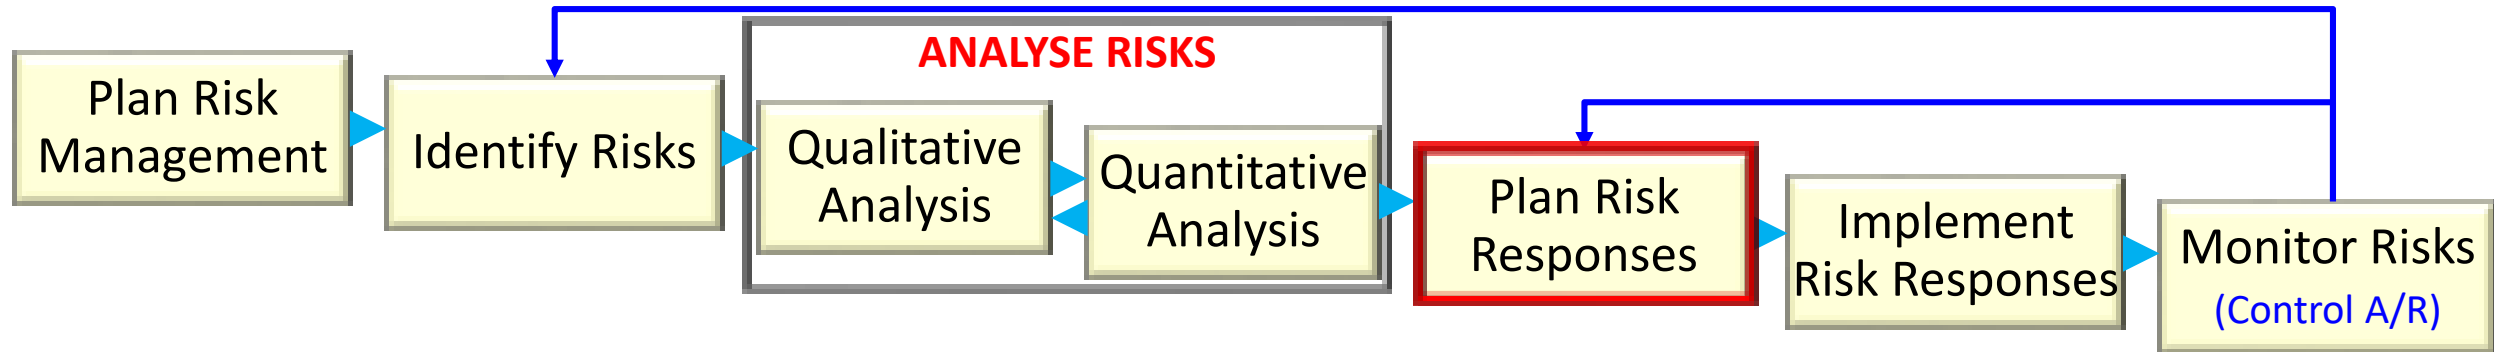 Plan Risk
Management
Identify Risks
ANALYSE RISKS
Qualitative
Analysis
Quantitative
Analysis
Plan Risk
Responses
Implement
Risk Responses
Monitor Risks
(Control A/R)